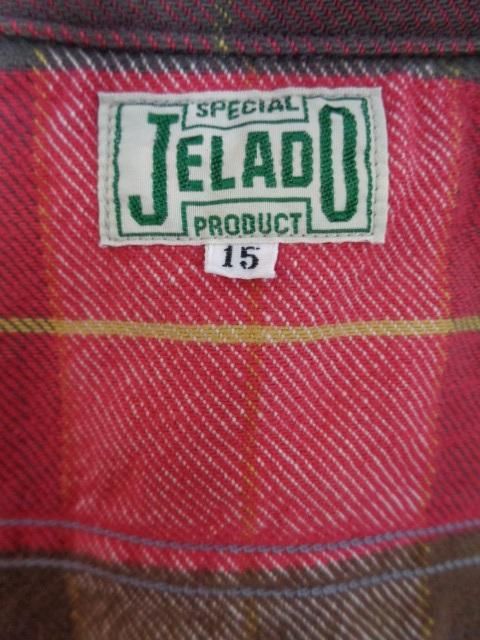 SPECIAL
JELADO
PRODUCT
15